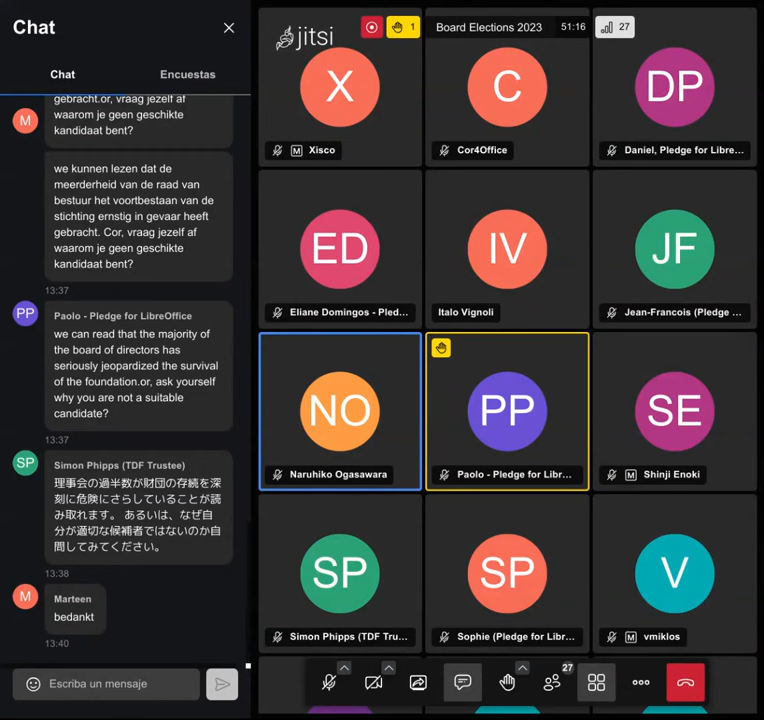 Chat
Chat
Encuestas
gebracht.or, vraag jezelf af
waarom je geen geschikte
kandidaat bent?
M
we kunnen lezen dat de
meerderheid van de raad van
bestuur het voortbestaan van de
stichting ernstig in gevaar heeft
gebracht. Cor, vraag jezelf af
waarom je geen geschikte
kandidaat bent?
13:37
PP
Paolo - Pledge for LibreOffice
we can read that the majority of
the board of directors has
seriously jeopardized the survival
of the foundation.or, ask yourself
why you are not a suitable
candidate?
13:37
SP
Simon Phipps (TDF Trustee)
理事会の過半数が財団の存続を深
刻に危険にさらしていることが読
み取れます。 あるいは、なぜ自
分が適切な候補者ではないのか自
問してみてください。
13:38
M
Marteen
bedankt
13:40
Escriba un mensaje
jitsi
1
Board Elections 2023
51:16
27
X
M Xisco
C
Cor4Office
DP
Daniel, Pledge for Libre...
ED
Eliane Domingos - Pled...
IV
Italo Vignoli
JF
Jean-Francois (Pledge ...
NO
Naruhiko Ogasawara
PP
Paolo - Pledge for Libr...
SE
M Shinji Enoki
SP
Simon Phipps (TDF Tru...
SP
Sophie (Pledge for Libr...
V
M vmiklos
27